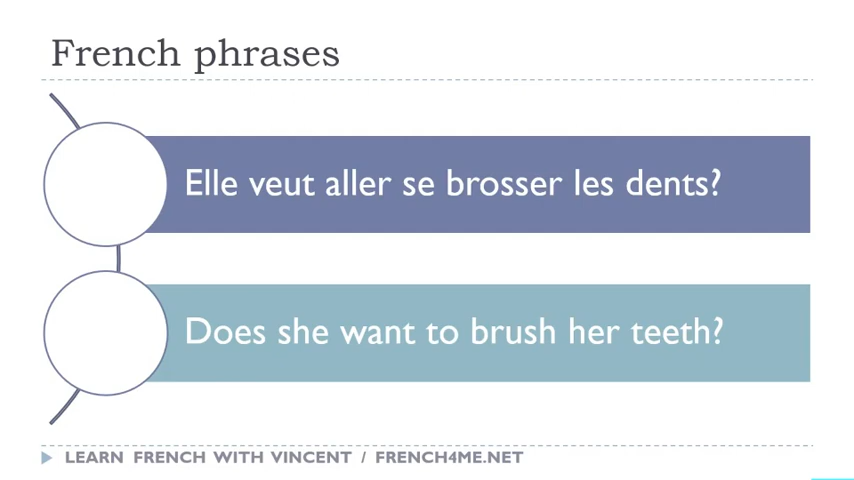 French phrases
Elle veut aller se brosser les dents?
Does she want to brush her teeth?
LEARN FRENCH WITH VINCENT / FRENCH4ME.NET